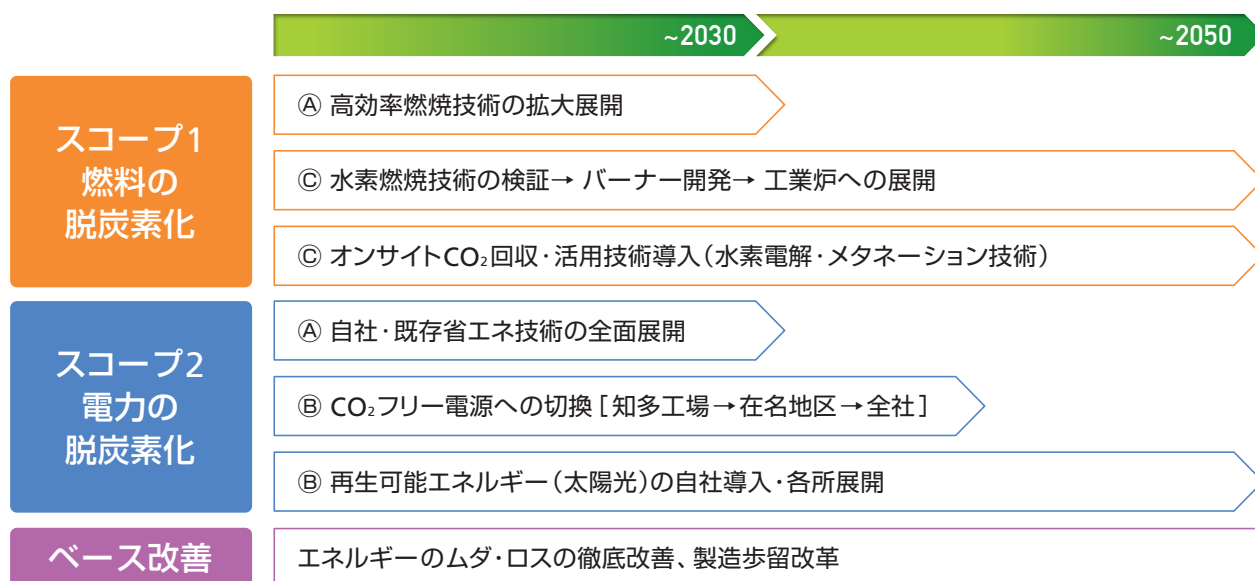 ~2030
~2050
スコープ1
燃料の
脱炭素化
Ⓐ 高効率燃焼技術の拡大展開
Ⓒ 水素燃焼技術の検証→ バーナー開発→ 工業炉への展開
Ⓒ オンサイトCO₂回収・活用技術導入(水素電解・メタネーション技術)
スコープ2
電力の
脱炭素化
Ⓐ 自社・既存省エネ技術の全面展開
Ⓑ CO₂フリー電源への切換[知多工場→在名地区→全社]
Ⓑ 再生可能エネルギー(太陽光)の自社導入・各所展開
ベース改善
エネルギーのムダ・ロスの徹底改善、製造歩留改革